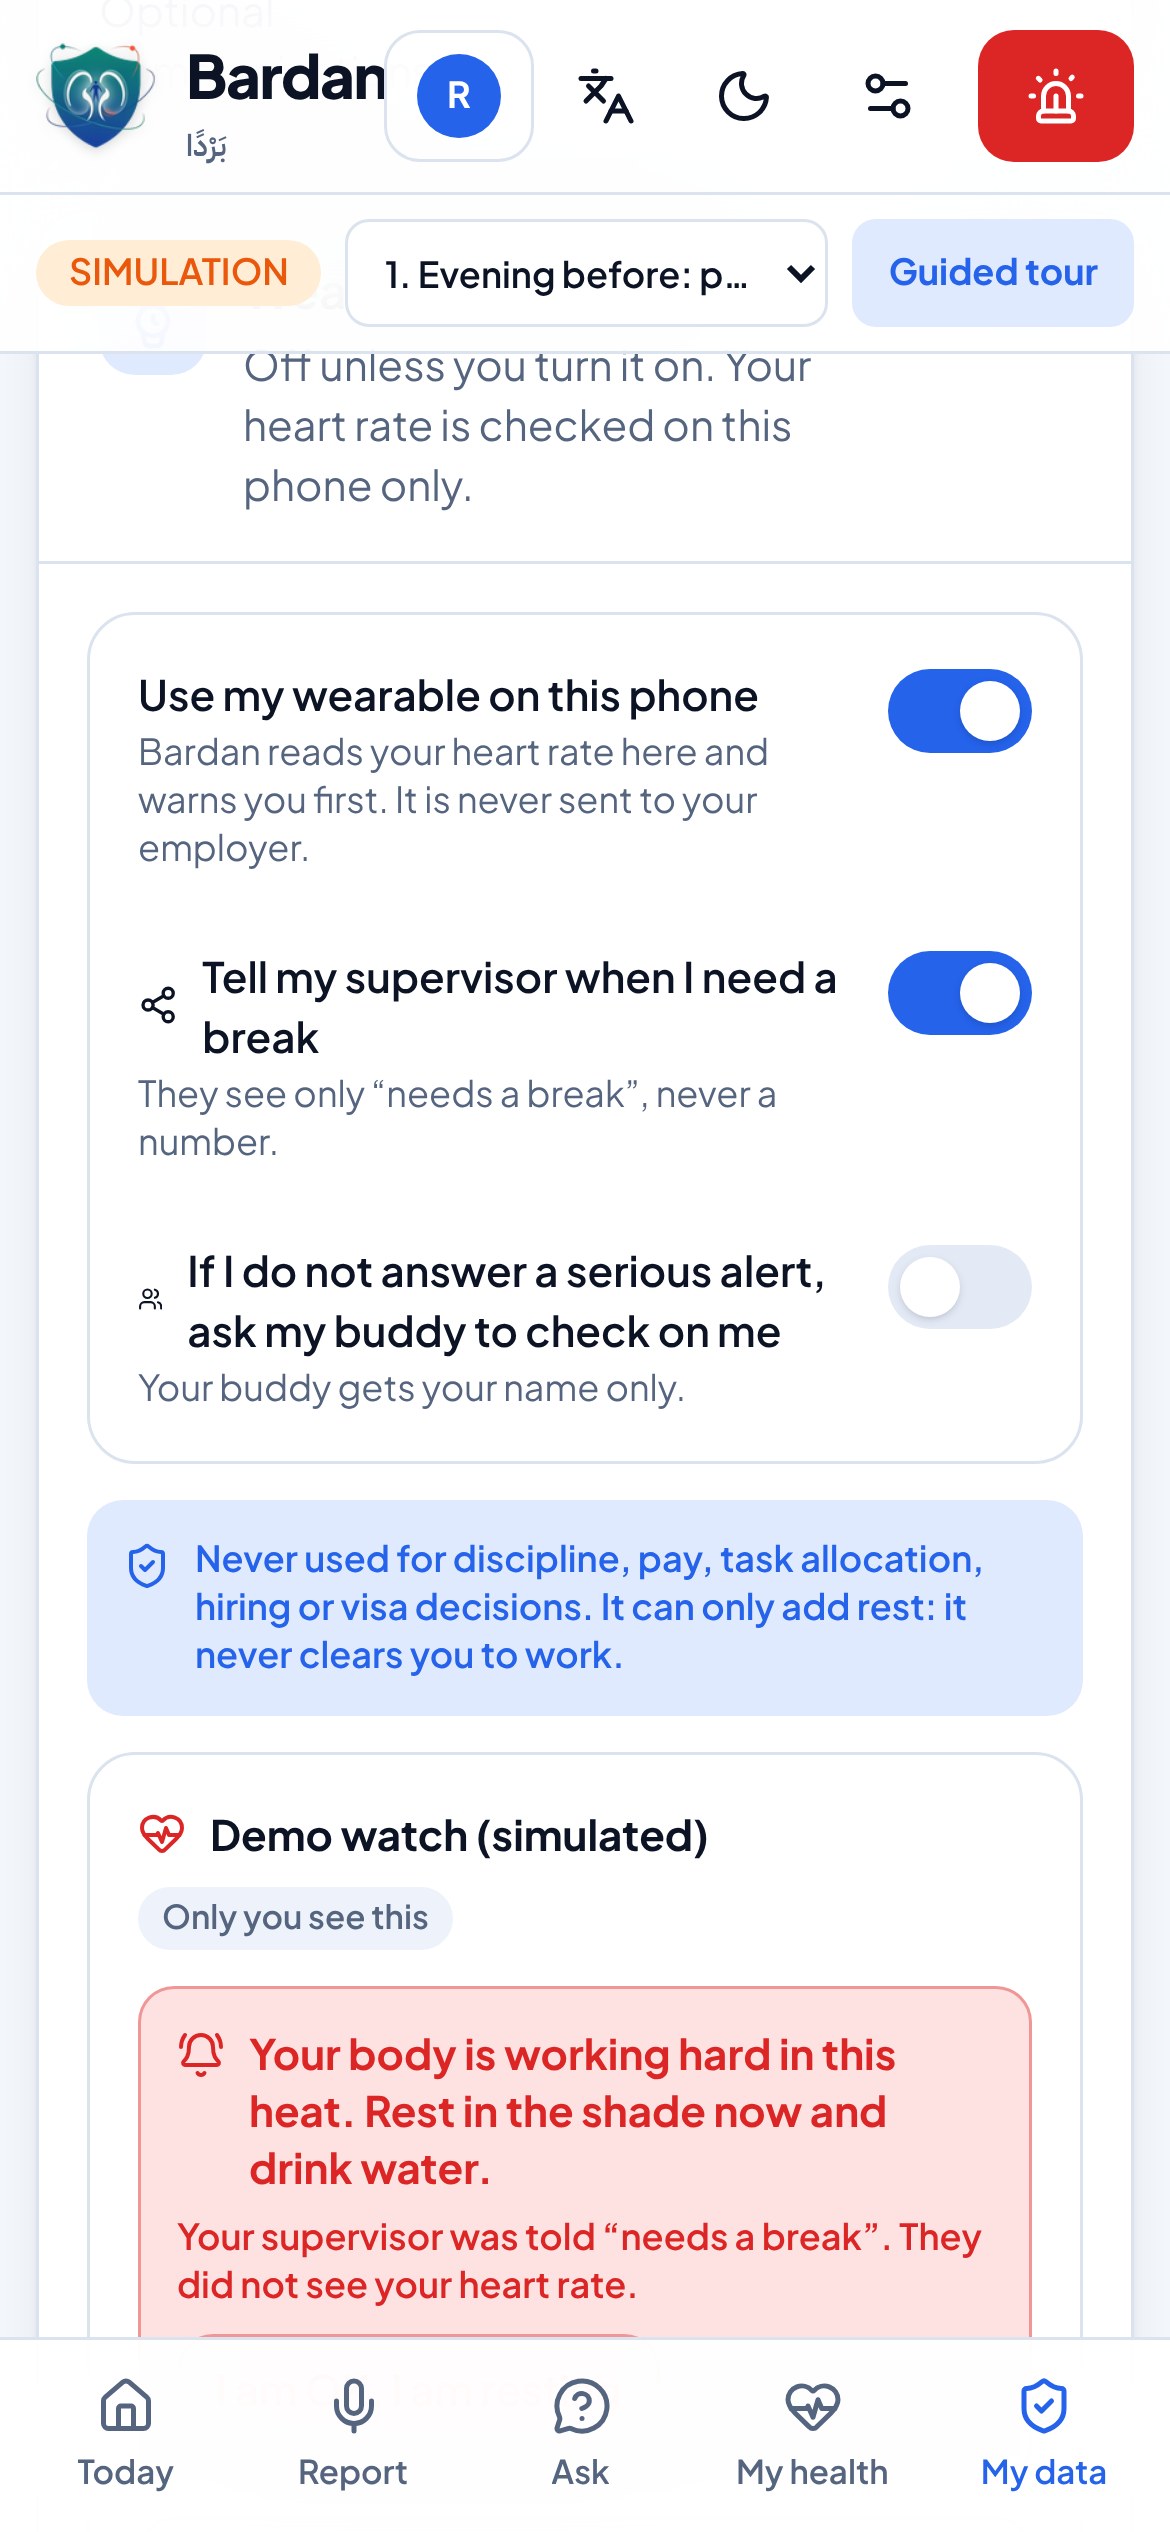 Optional
Bardan
بَرْدًا
R
SIMULATION
1. Evening before: p...
Guided tour
Off unless you turn it on. Your
heart rate is checked on this
phone only.
Use my wearable on this phone
Bardan reads your heart rate here and
warns you first. It is never sent to your
employer.
Tell my supervisor when I need a
break
They see only “needs a break”, never a
number.
If I do not answer a serious alert,
ask my buddy to check on me
Your buddy gets your name only.
Never used for discipline, pay, task allocation,
hiring or visa decisions. It can only add rest: it
never clears you to work.
Demo watch (simulated)
Only you see this
Your body is working hard in this
heat. Rest in the shade now and
drink water.
Your supervisor was told “needs a break”. They
did not see your heart rate.
Today
Report
Ask
My health
My data